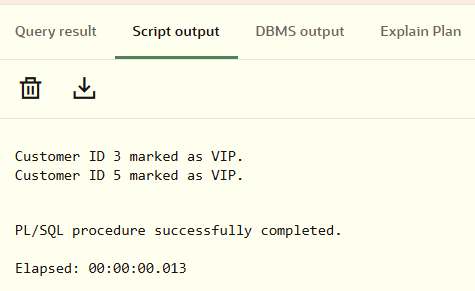 Query result Script output DBMS output Explain Plan
Customer ID 3 marked as VIP.
Customer ID 5 marked as VIP.
PL/SQL procedure successfully completed.
Elapsed: 00:00:00.013